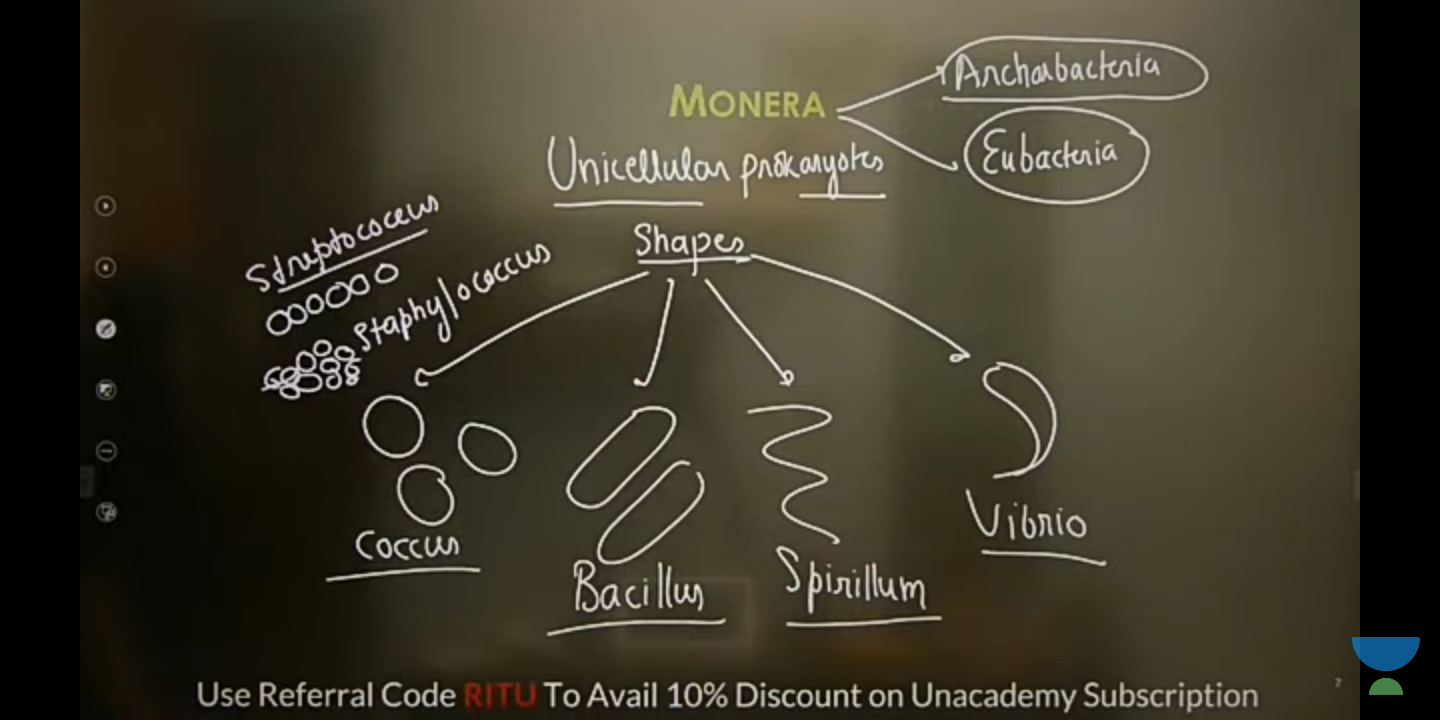 MONERA
Archaebacteria
Eubacteria
Unicellular prokaryotes
Shapes
Streptococcus
Staphylococcus
Coccus
Bacillus
Spirillum
Vibrio
Use Referral Code RITU To Avail 10% Discount on Unacademy Subscription
7